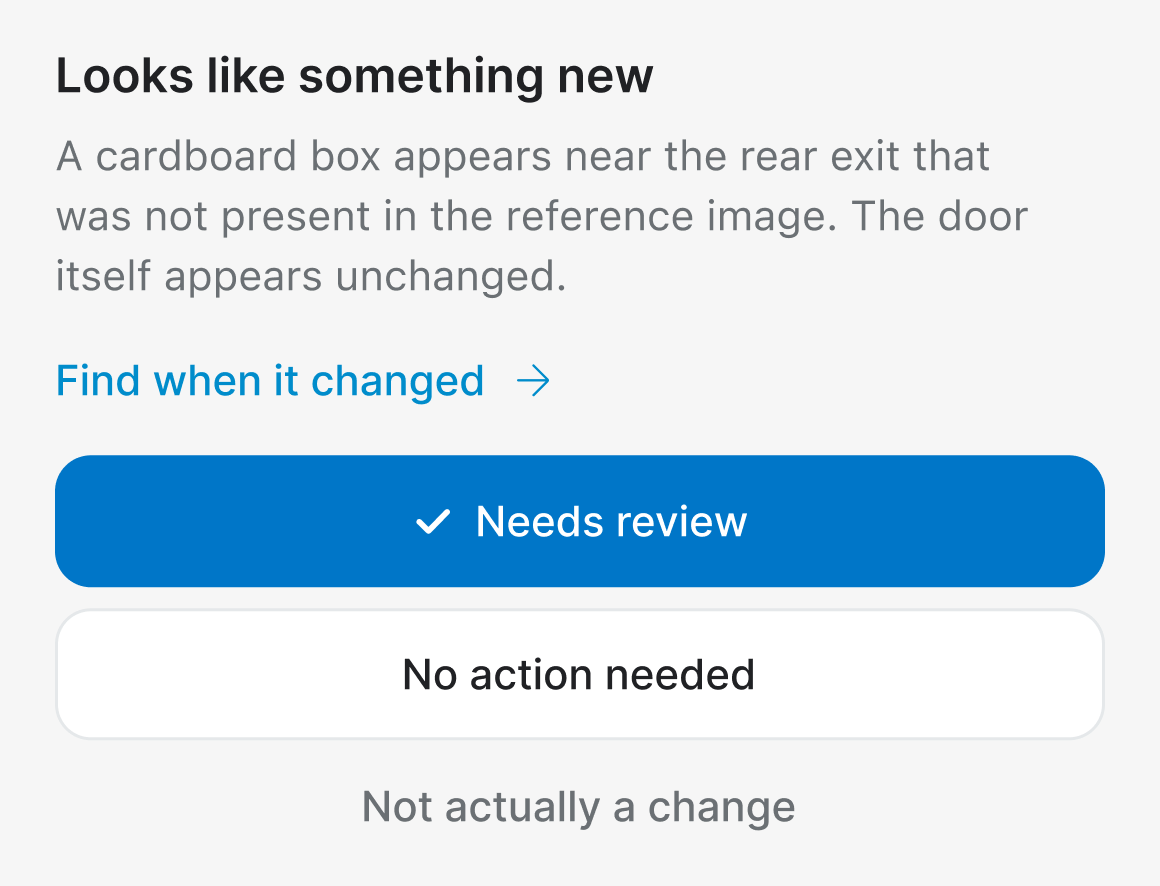 Looks like something new
A cardboard box appears near the rear exit that
was not present in the reference image. The door
itself appears unchanged.
Find when it changed
Needs review
No action needed
Not actually a change